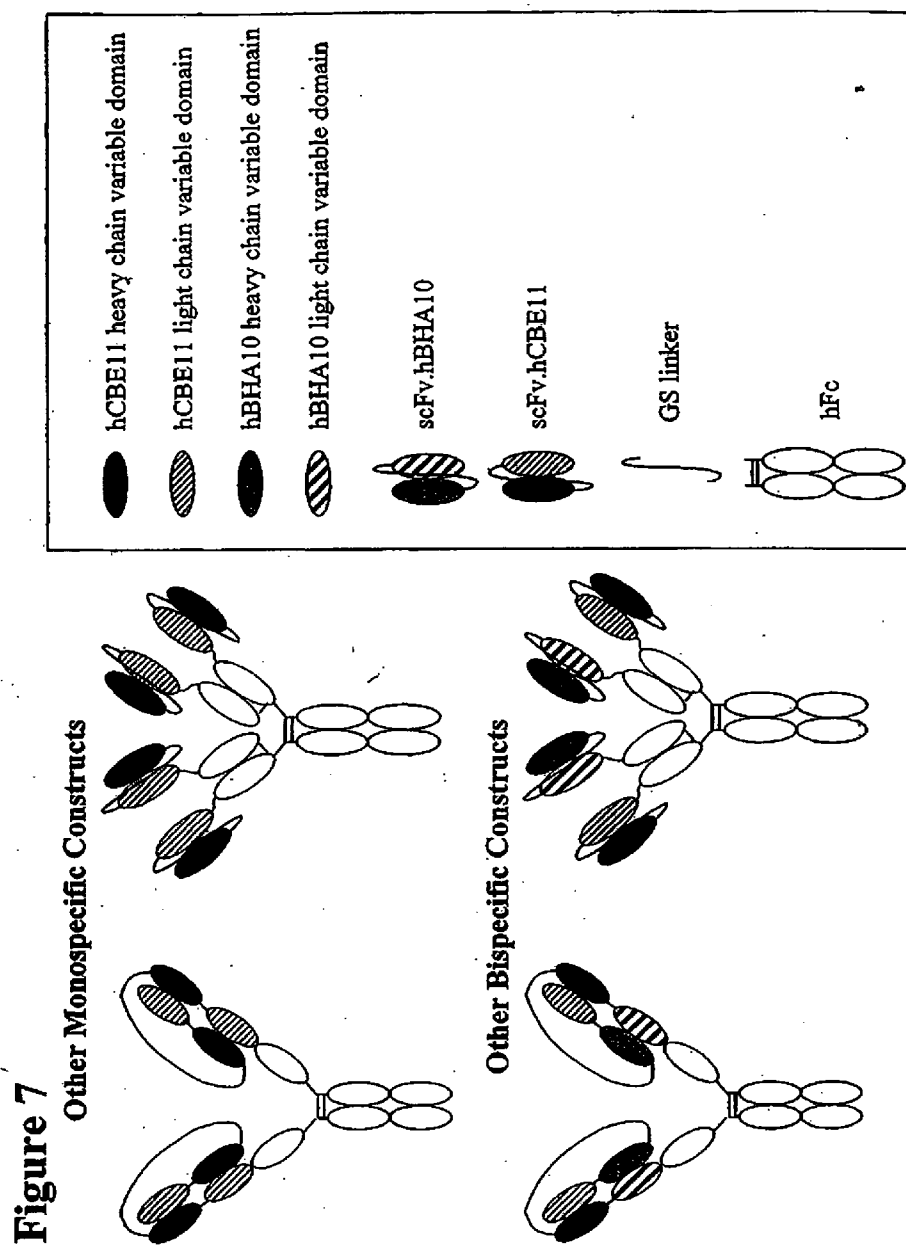 Figure 7
Other Monospecific Constructs
Other Bispecific Constructs
hCBE11 heavy chain variable domain
hCBE11 light chain variable domain
hBHA10 heavy chain variable domain
hBHA10 light chain variable domain
scFv.hBHA10
scFv.hCBE11
GS linker
hFc